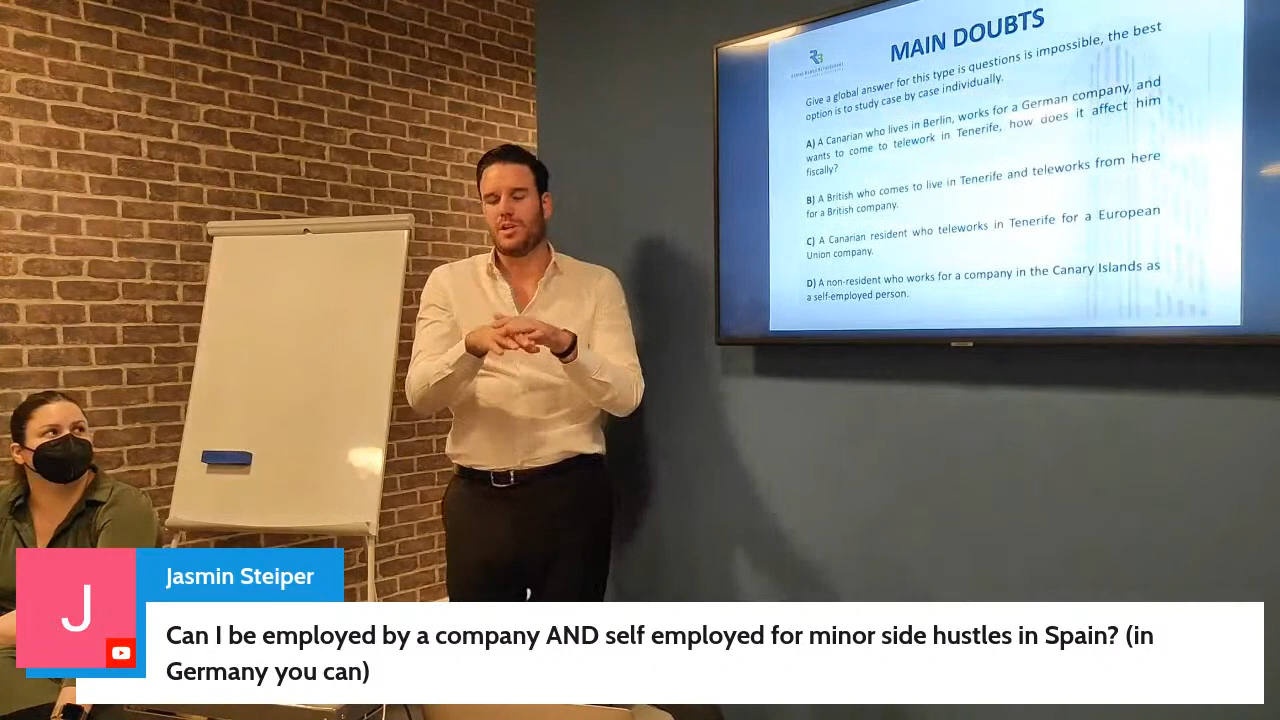 MAIN DOUBTS
Give a global answer for this type is questions is impossible, the best
option is to study case by case individually.
A) A Canarian who lives in Berlin, works for a German company, and
wants to come to telework in Tenerife, how does it affect him
fiscally?
B) A British who comes to live in Tenerife and teleworks from here
for a British company.
C) A Canarian resident who teleworks in Tenerife for a European
Union company.
D) A non-resident who works for a company in the Canary Islands as
a self-employed person.
J
Jasmin Steiper
Can I be employed by a company AND self employed for minor side hustles in Spain? (in
Germany you can)